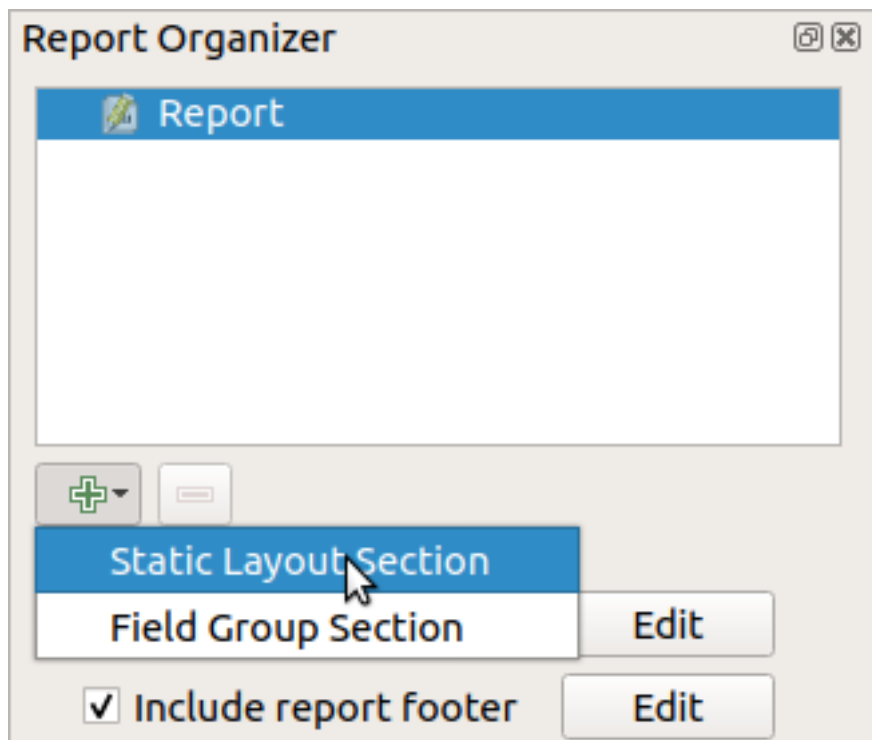 Report Organizer
Report
Static Layout Section
Field Group Section
Edit
Include report footer
Edit